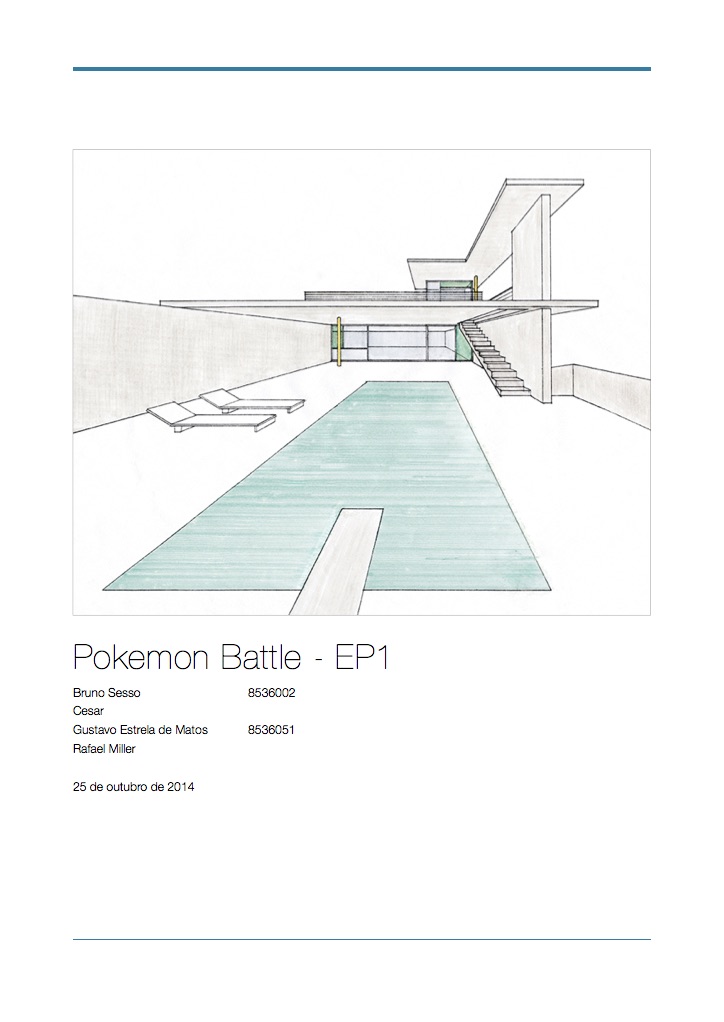 Pokemon Battle - EP1
Bruno Sesso 8536002
Cesar
Gustavo Estrela de Matos 8536051
Rafael Miller
25 de outubro de 2014